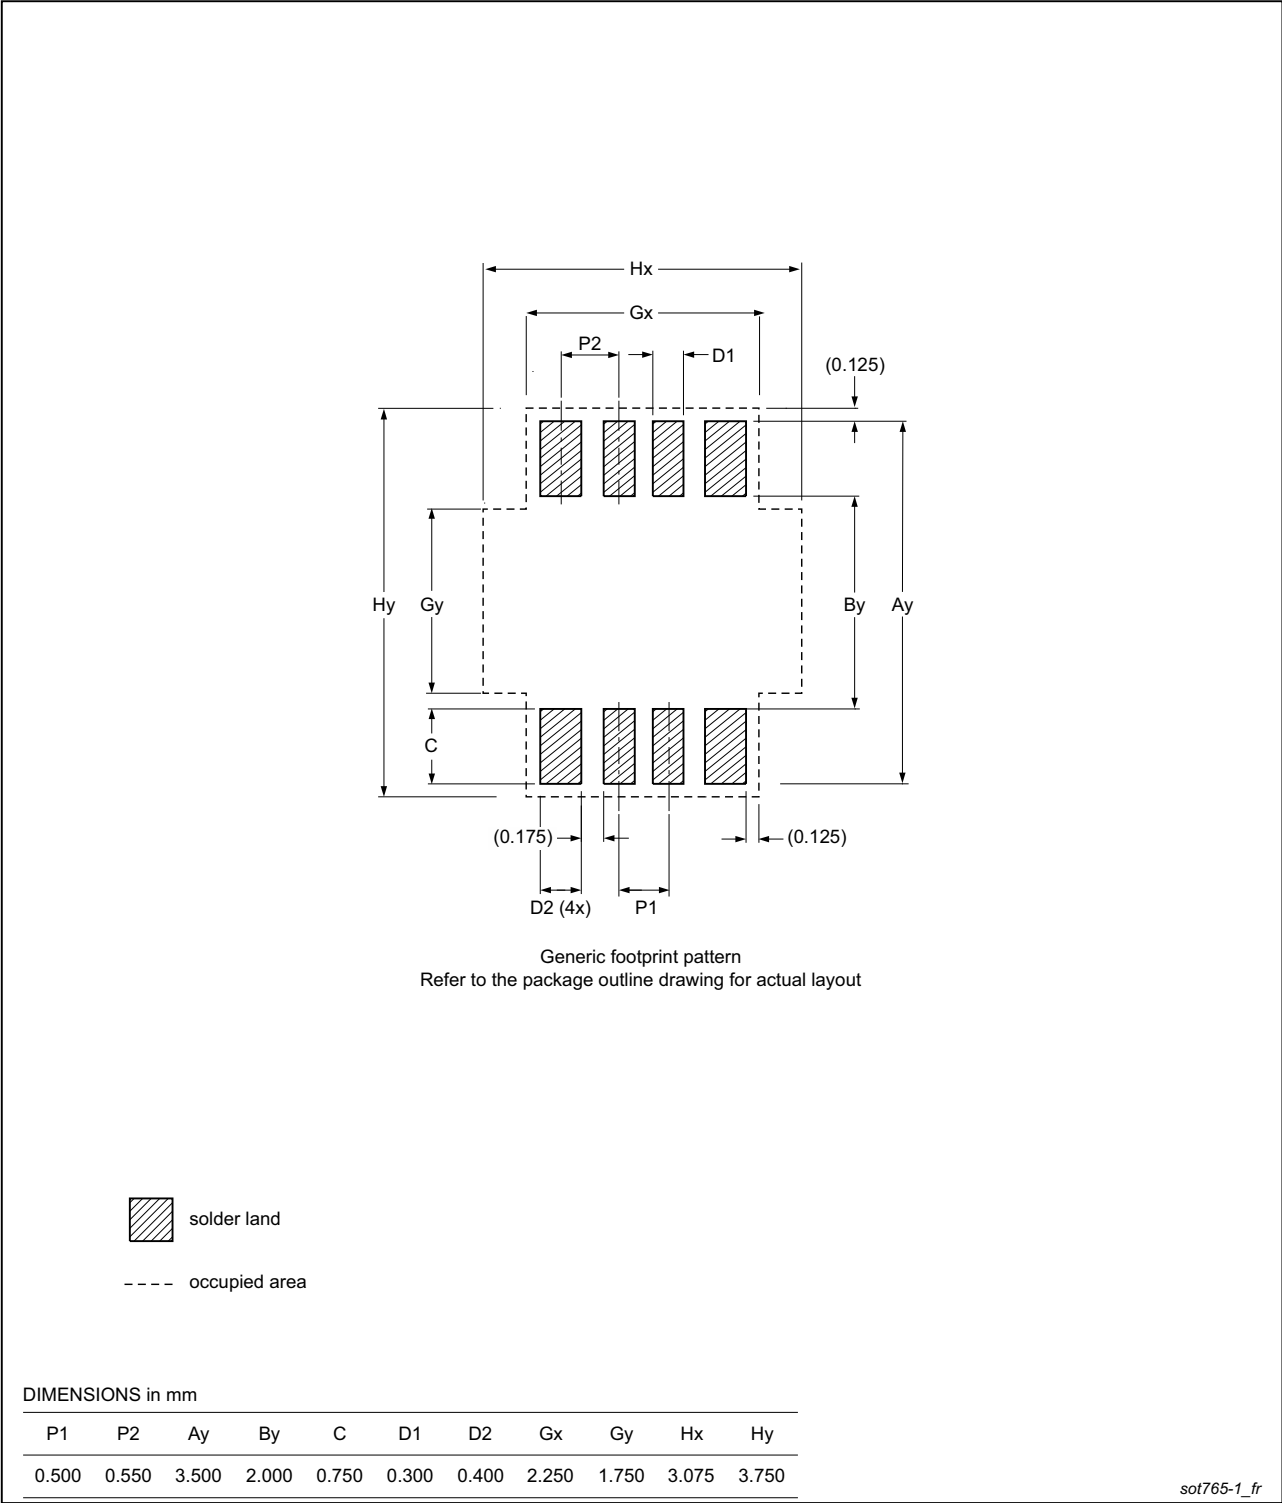 Hx
Gx
P2
D1
(0.125)
Hy
Gy
By
Ay
C
(0.175)
(0.125)
D2 (4x)
P1
Generic footprint pattern
Refer to the package outline drawing for actual layout
solder land
occupied area
DIMENSIONS in mm
P1 P2 Ay By C D1 D2 Gx Gy Hx Hy
0.500 0.550 3.500 2.000 0.750 0.300 0.400 2.250 1.750 3.075 3.750
sot765-1_fr